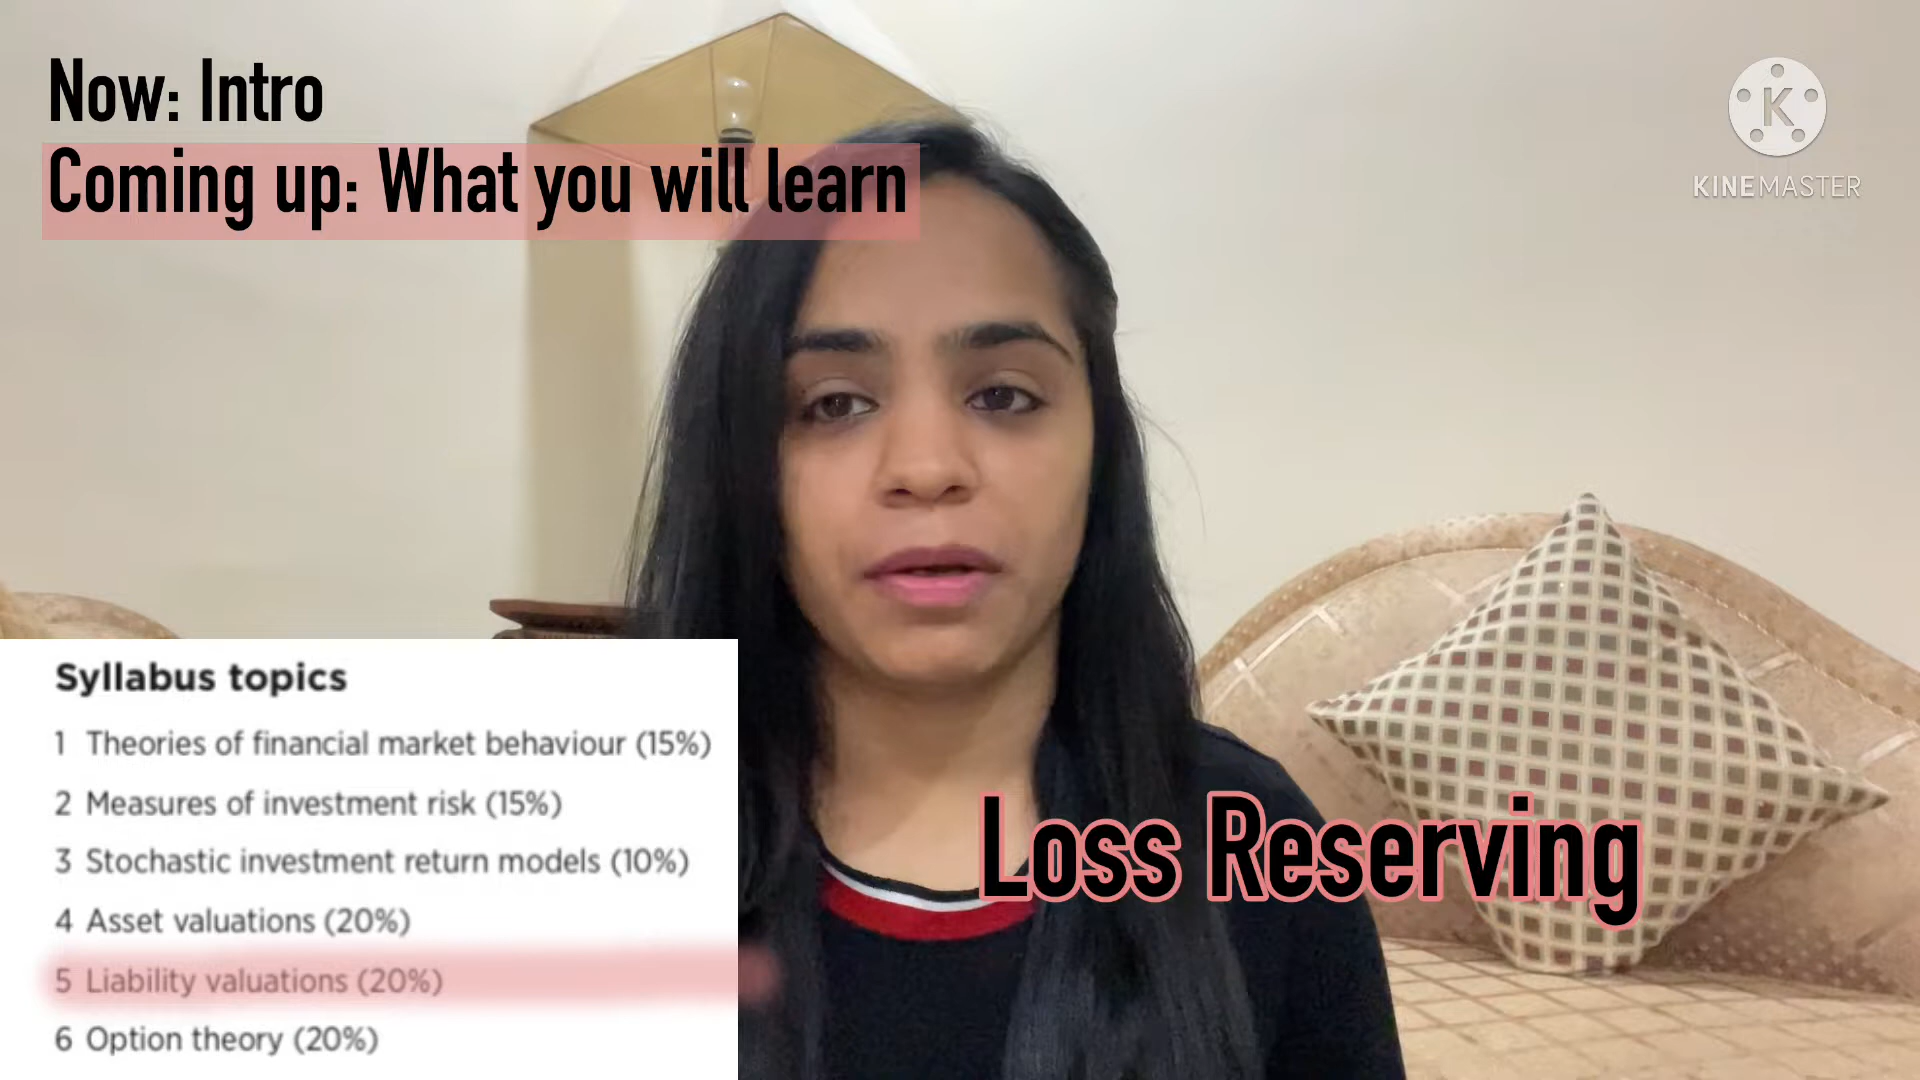 Now: Intro
Coming up: What you will learn
K
KINEMASTER
Syllabus topics
1 Theories of financial market behaviour (15%)
2 Measures of investment risk (15%)
3 Stochastic investment return models (10%)
4 Asset valuations (20%)
5 Liability valuations (20%)
6 Option theory (20%)
Loss Reserving